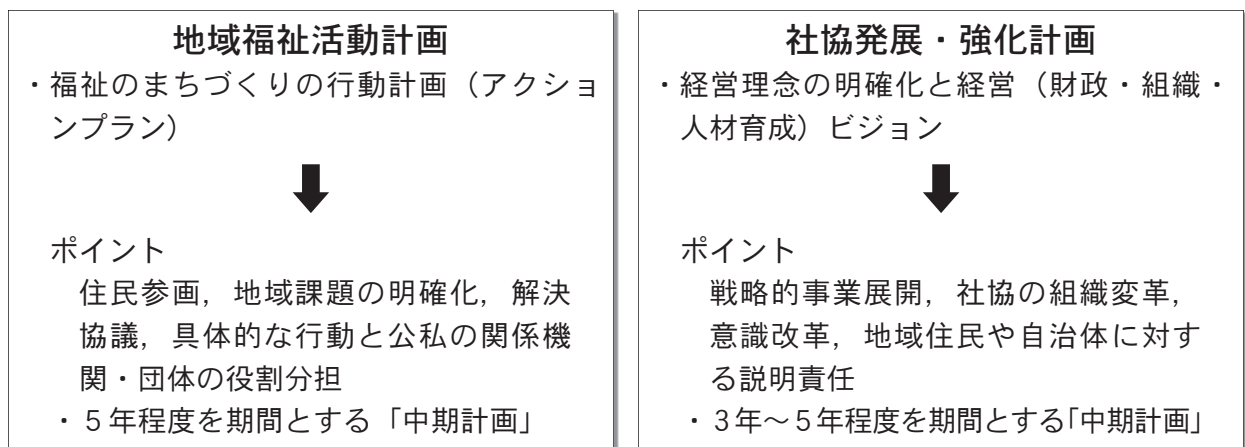 地域福祉活動計画
・福祉のまちづくりの行動計画（アクショ
ンプラン）
ポイント
住民参画，地域課題の明確化，解決
協議，具体的な行動と公私の関係機
関・団体の役割分担
・５年程度を期間とする「中期計画」
社協発展・強化計画
・経営理念の明確化と経営（財政・組織・
人材育成）ビジョン
ポイント
戦略的事業展開，社協の組織変革，
意識改革，地域住民や自治体に対す
る説明責任
・３年～５年程度を期間とする「中期計画」